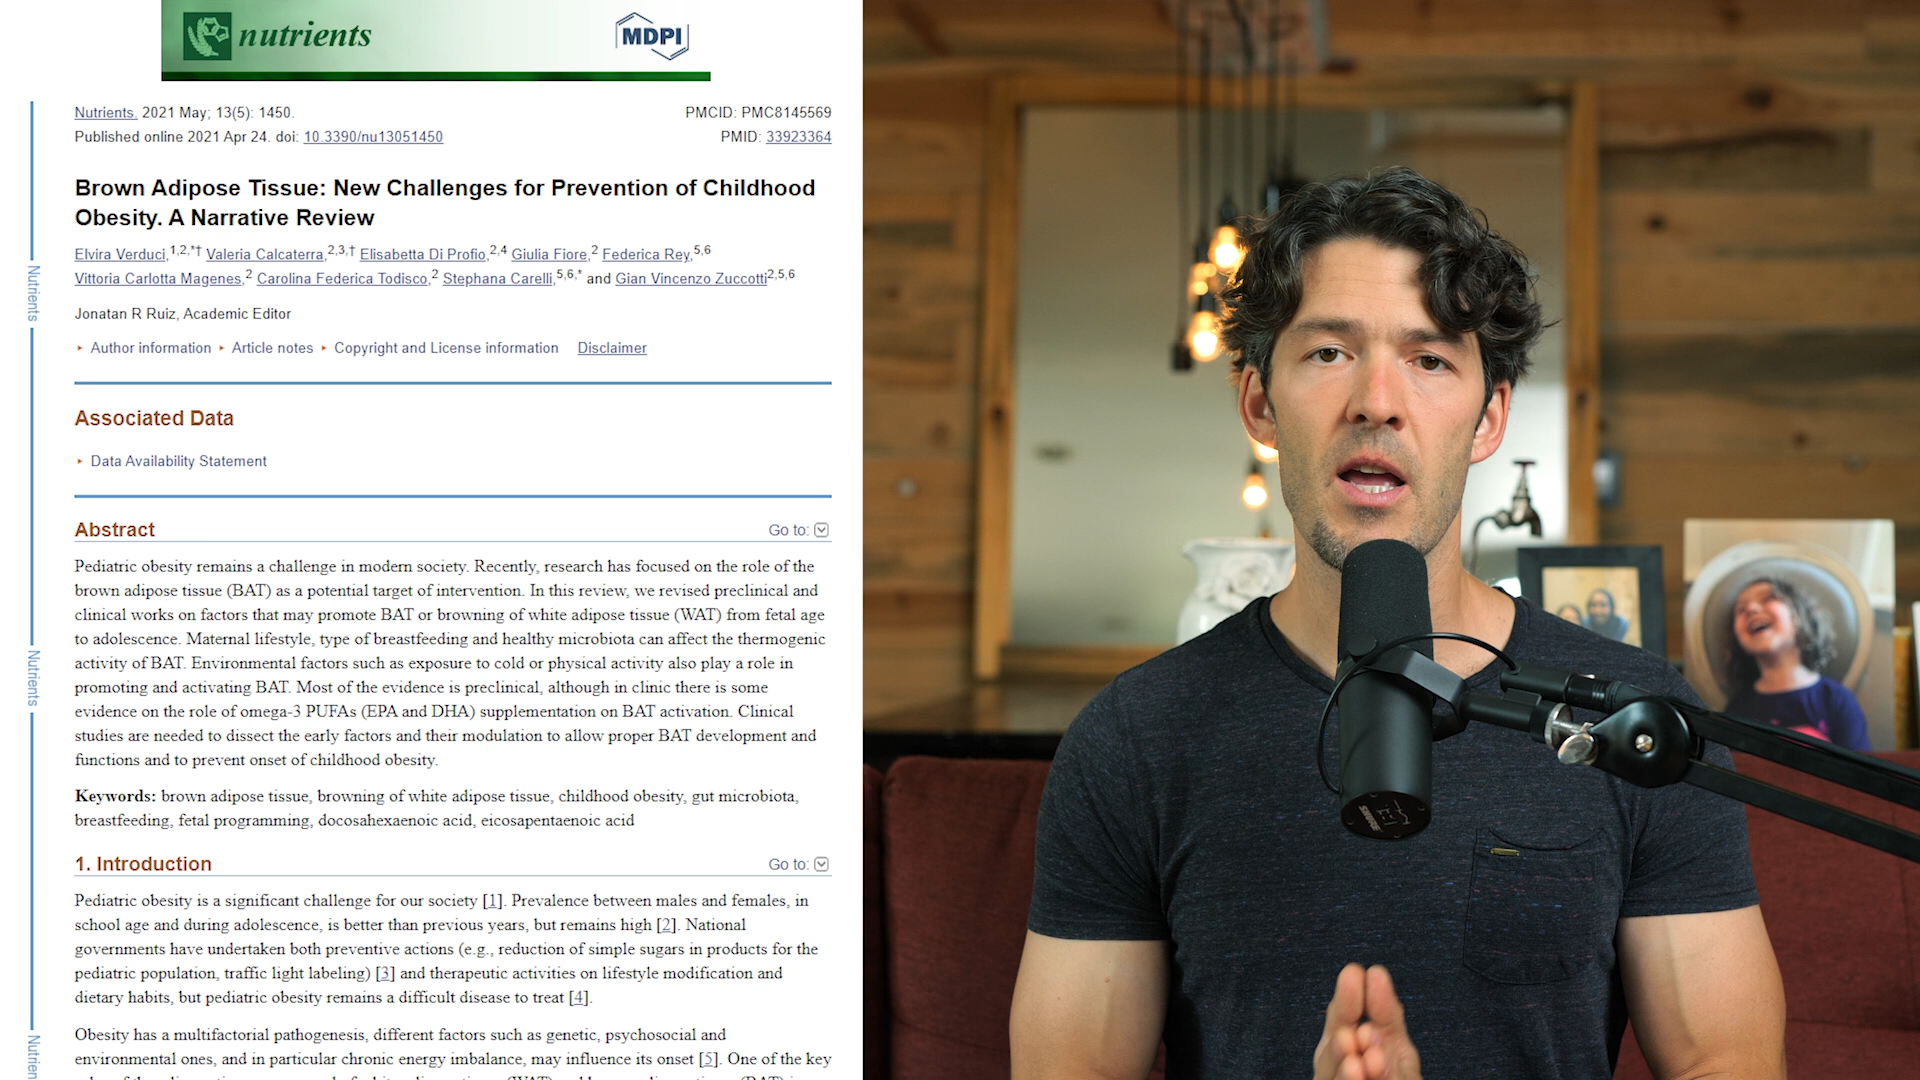 nutrients
MDPI
Nutrients. 2021 May; 13(5): 1450.
PMCID: PMC8145569
Published online 2021 Apr 24. doi: 10.3390/nu13051450
PMID: 33923364
Brown Adipose Tissue: New Challenges for Prevention of Childhood
Obesity. A Narrative Review
Elvira Verduci,1,2,*† Valeria Calcaterra,2,3,† Elisabetta Di Profio,2,4 Giulia Fiore,2 Federica Rey,5,6
Vittoria Carlotta Magenes,2 Carolina Federica Todisco,2 Stephana Carelli,5,6,* and Gian Vincenzo Zuccotti2,5,6
Jonatan R Ruiz, Academic Editor
▸ Author information ▸ Article notes ▸ Copyright and License information Disclaimer
Associated Data
▸ Data Availability Statement
Abstract
Go to:
Pediatric obesity remains a challenge in modern society. Recently, research has focused on the role of the
brown adipose tissue (BAT) as a potential target of intervention. In this review, we revised preclinical and
clinical works on factors that may promote BAT or browning of white adipose tissue (WAT) from fetal age
to adolescence. Maternal lifestyle, type of breastfeeding and healthy microbiota can affect the thermogenic
activity of BAT. Environmental factors such as exposure to cold or physical activity also play a role in
promoting and activating BAT. Most of the evidence is preclinical, although in clinic there is some
evidence on the role of omega-3 PUFAs (EPA and DHA) supplementation on BAT activation. Clinical
studies are needed to dissect the early factors and their modulation to allow proper BAT development and
functions and to prevent onset of childhood obesity.
Keywords: brown adipose tissue, browning of white adipose tissue, childhood obesity, gut microbiota,
breastfeeding, fetal programming, docosahexaenoic acid, eicosapentaenoic acid
1. Introduction
Go to:
Pediatric obesity is a significant challenge for our society [1]. Prevalence between males and females, in
school age and during adolescence, is better than previous years, but remains high [2]. National
governments have undertaken both preventive actions (e.g., reduction of simple sugars in products for the
pediatric population, traffic light labeling) [3] and therapeutic activities on lifestyle modification and
dietary habits, but pediatric obesity remains a difficult disease to treat [4].
Obesity has a multifactorial pathogenesis, different factors such as genetic, psychosocial and
environmental ones, and in particular chronic energy imbalance, may influence its onset [5]. One of the key
Nutrients
Nutrients
Nutrien
SHURE